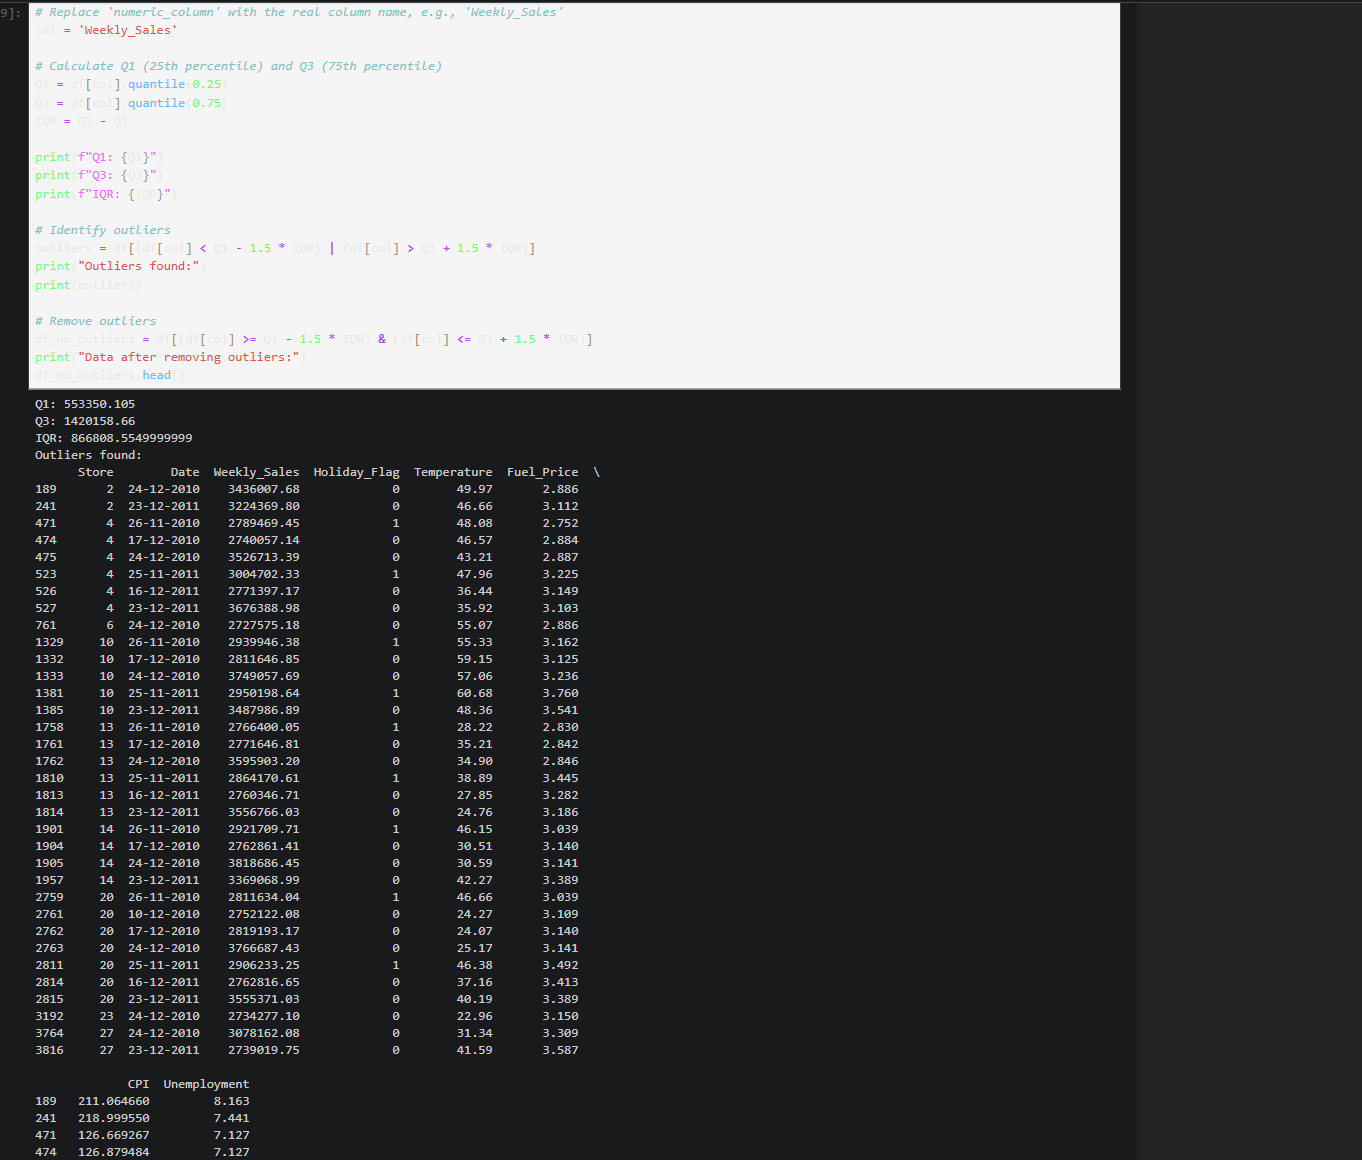 9]:
# Replace 'numeric_column' with the real column name, e.g., 'Weekly_Sales'
col = 'Weekly_Sales'
# Calculate Q1 (25th percentile) and Q3 (75th percentile)
Q1 = df[col].quantile(0.25)
Q3 = df[col].quantile(0.75)
IQR = Q3 - Q1
print(f"Q1: {Q1}")
print(f"Q3: {Q3}")
print(f"IQR: {IQR}")
# Identify outliers
outliers = df[(df[col] < Q1 - 1.5 * IQR) | (df[col] > Q3 + 1.5 * IQR)]
print("Outliers found:")
print(outliers)
# Remove outliers
df_no_outliers = df[(df[col] >= Q1 - 1.5 * IQR) & (df[col] <= Q3 + 1.5 * IQR)]
print("Data after removing outliers:")
df_no_outliers.head()
Q1: 553350.105
Q3: 1420158.66
IQR: 866808.5549999999
Outliers found:
Store Date Weekly_Sales Holiday_Flag Temperature Fuel_Price \
189 2 24-12-2010 3436007.68 0 49.97 2.886
241 2 23-12-2011 3224369.80 0 46.66 3.112
471 4 26-11-2010 2789469.45 1 48.08 2.752
474 4 17-12-2010 2740057.14 0 46.57 2.884
475 4 24-12-2010 3526713.39 0 43.21 2.887
523 4 25-11-2011 3004702.33 1 47.96 3.225
526 4 16-12-2011 2771397.17 0 36.44 3.149
527 4 23-12-2011 3676388.98 0 35.92 3.103
761 6 24-12-2010 2727575.18 0 55.07 2.886
1329 10 26-11-2010 2939946.38 1 55.33 3.162
1332 10 17-12-2010 2811646.85 0 59.15 3.125
1333 10 24-12-2010 3749057.69 0 57.06 3.236
1381 10 25-11-2011 2950198.64 1 60.68 3.760
1385 10 23-12-2011 3487986.89 0 48.36 3.541
1758 13 26-11-2010 2766400.05 1 28.22 2.830
1761 13 17-12-2010 2771646.81 0 35.21 2.842
1762 13 24-12-2010 3595903.20 0 34.90 2.846
1810 13 25-11-2011 2864170.61 1 38.89 3.445
1813 13 16-12-2011 2760346.71 0 27.85 3.282
1814 13 23-12-2011 3556766.03 0 24.76 3.186
1901 14 26-11-2010 2921709.71 1 46.15 3.039
1904 14 17-12-2010 2762861.41 0 30.51 3.140
1905 14 24-12-2010 3818686.45 0 30.59 3.141
1957 14 23-12-2011 3369068.99 0 42.27 3.389
2759 20 26-11-2010 2811634.04 1 46.66 3.039
2761 20 10-12-2010 2752122.08 0 24.27 3.109
2762 20 17-12-2010 2819193.17 0 24.07 3.140
2763 20 24-12-2010 3766687.43 0 25.17 3.141
2811 20 25-11-2011 2906233.25 1 46.38 3.492
2814 20 16-12-2011 2762816.65 0 37.16 3.413
2815 20 23-12-2011 3555371.03 0 40.19 3.389
3192 23 24-12-2010 2734277.10 0 22.96 3.150
3764 27 24-12-2010 3078162.08 0 31.34 3.309
3816 27 23-12-2011 2739019.75 0 41.59 3.587
CPI Unemployment
189 211.064660 8.163
241 218.999550 7.441
471 126.669267 7.127
474 126.879484 7.127